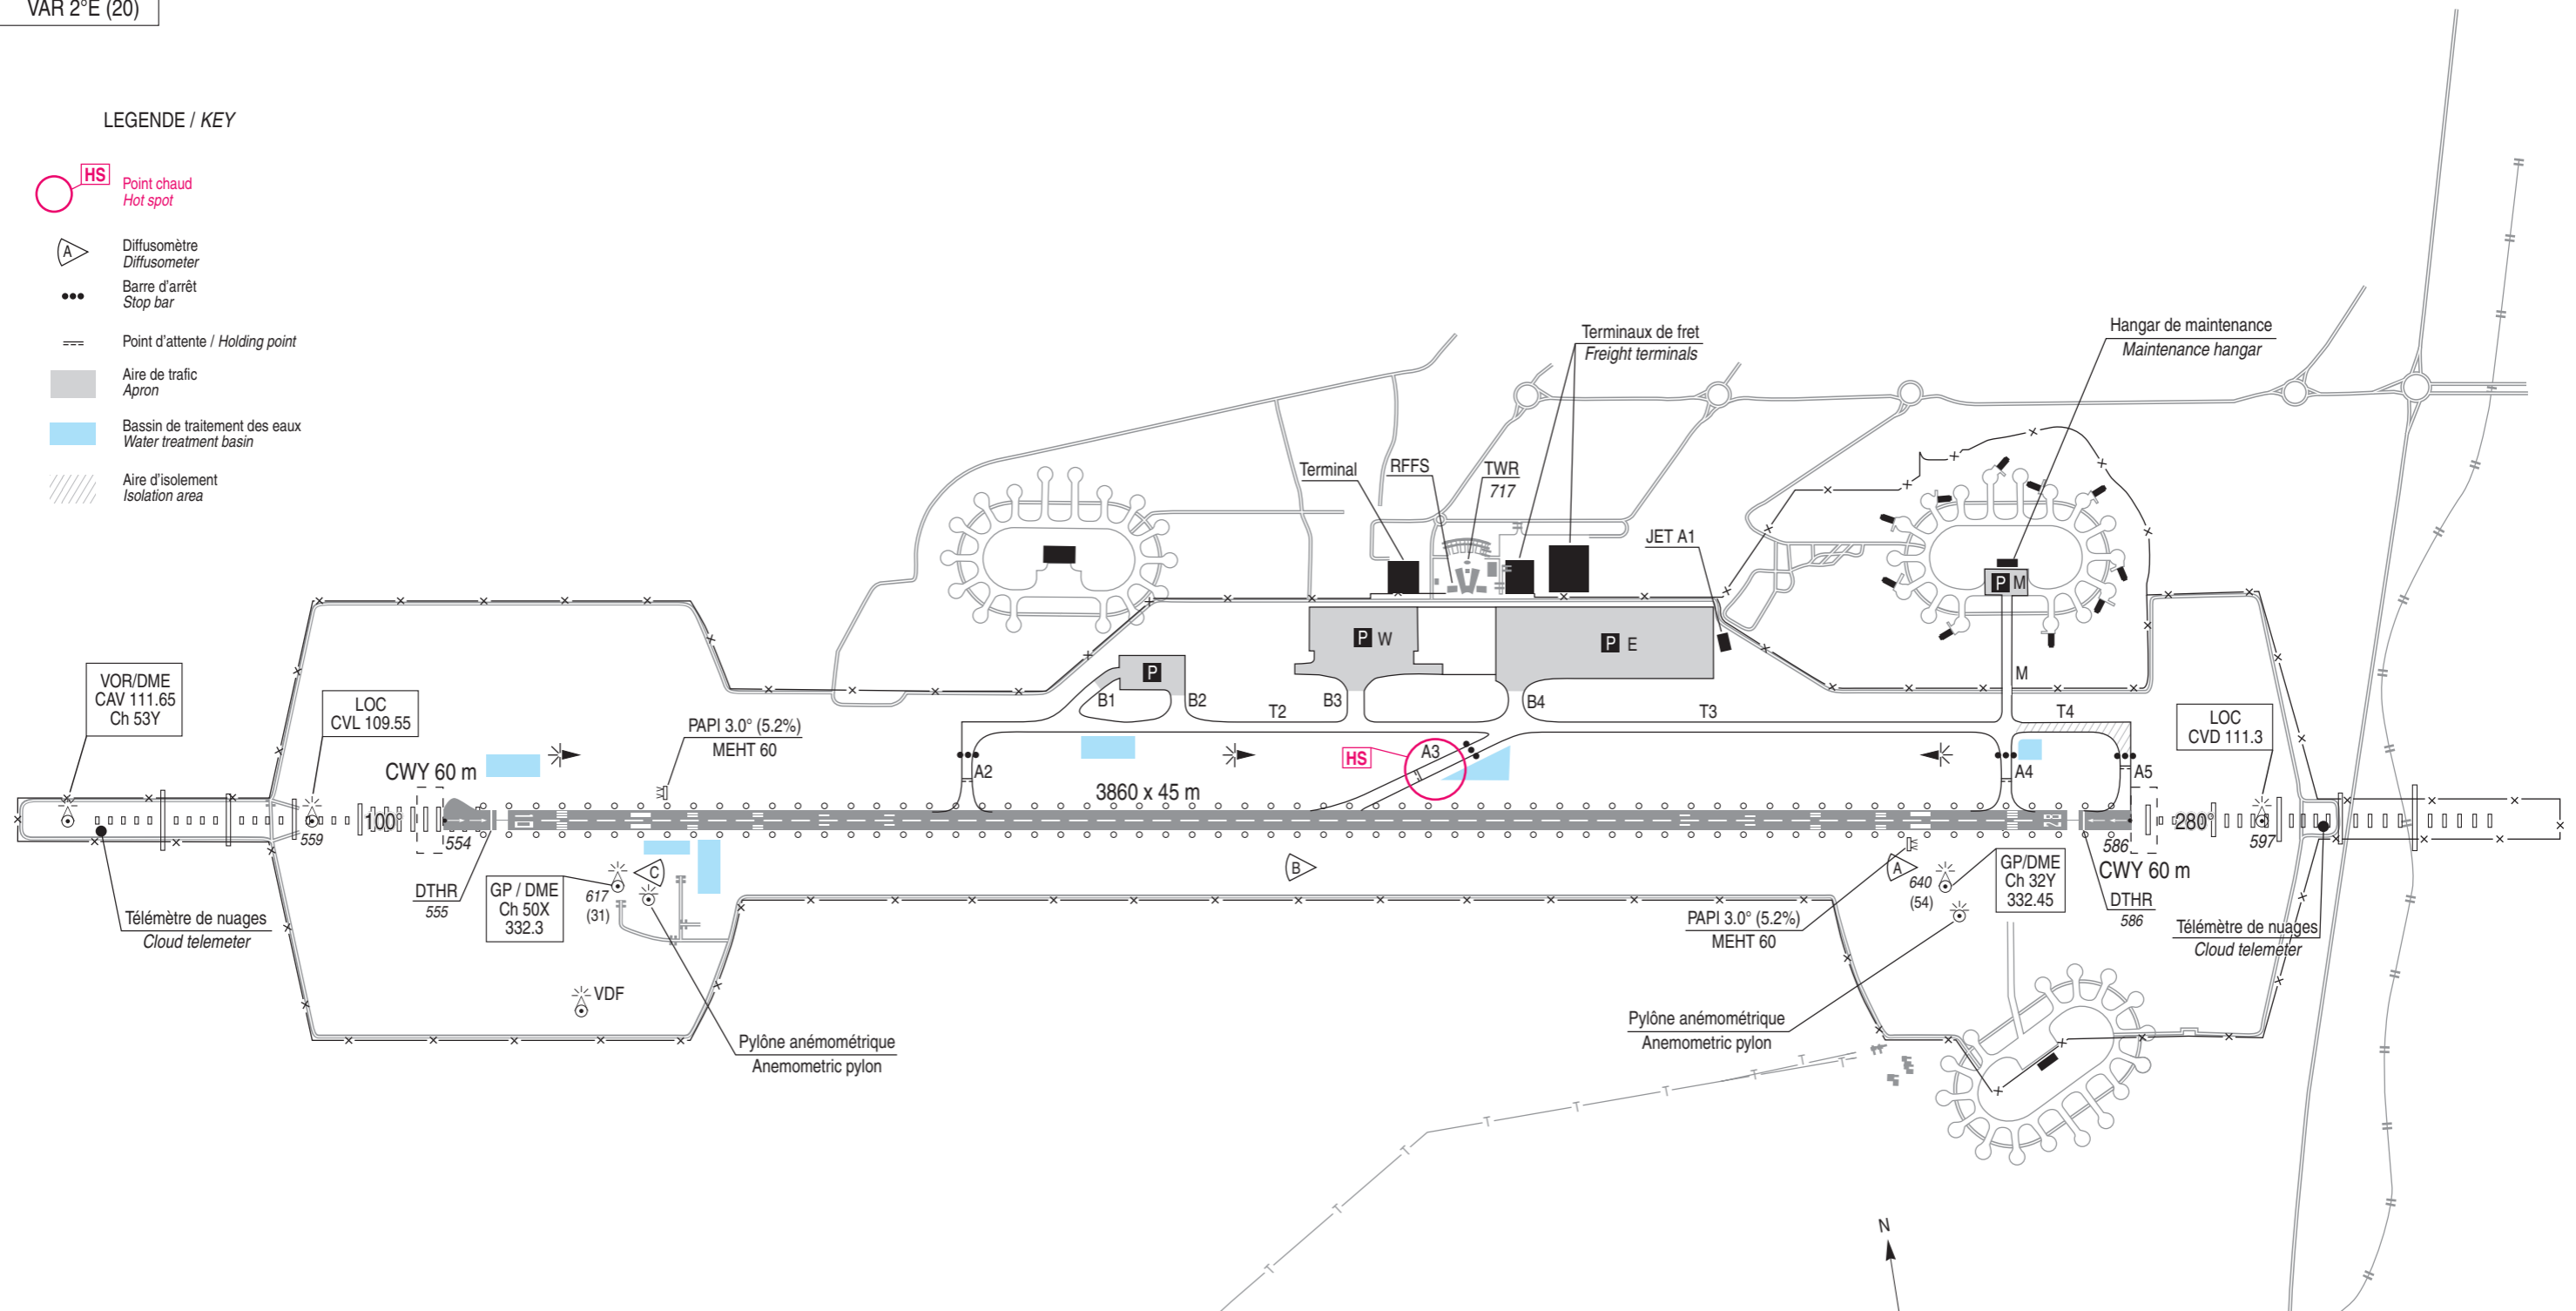 VAR 2°E (20)
LEGENDE / KEY
HS
Point chaud
Hot spot
A
Diffusomètre
Diffusometer
Barre d'arrêt
Stop bar
Point d'attente / Holding point
Aire de trafic
Apron
Bassin de traitement des eaux
Water treatment basin
Aire d'isolement
Isolation area
Terminaux de fret
Freight terminals
Hangar de maintenance
Maintenance hangar
Terminal
RFFS
TWR
717
JET A1
P M
P W
P E
P
M
VOR/DME
CAV 111.65
Ch 53Y
LOC
CVL 109.55
PAPI 3.0° (5.2%)
MEHT 60
B1
B2
T2
B3
B4
T3
T4
LOC
CVD 111.3
HS
A3
CWY 60 m
A2
A4
A5
3860 x 45 m
559
100°
554
01
28
586
280°
597
CWY 60 m
DTHR
555
GP / DME
Ch 50X
332.3
617
(31)
C
B
A
640
(54)
GP/DME
Ch 32Y
332.45
DTHR
586
Télémètre de nuages
Cloud telemeter
PAPI 3.0° (5.2%)
MEHT 60
Télémètre de nuages
Cloud telemeter
VDF
Pylône anémométrique
Anemometric pylon
Pylône anémométrique
Anemometric pylon
T
T
T
T
T
T
T
T
T
T
N